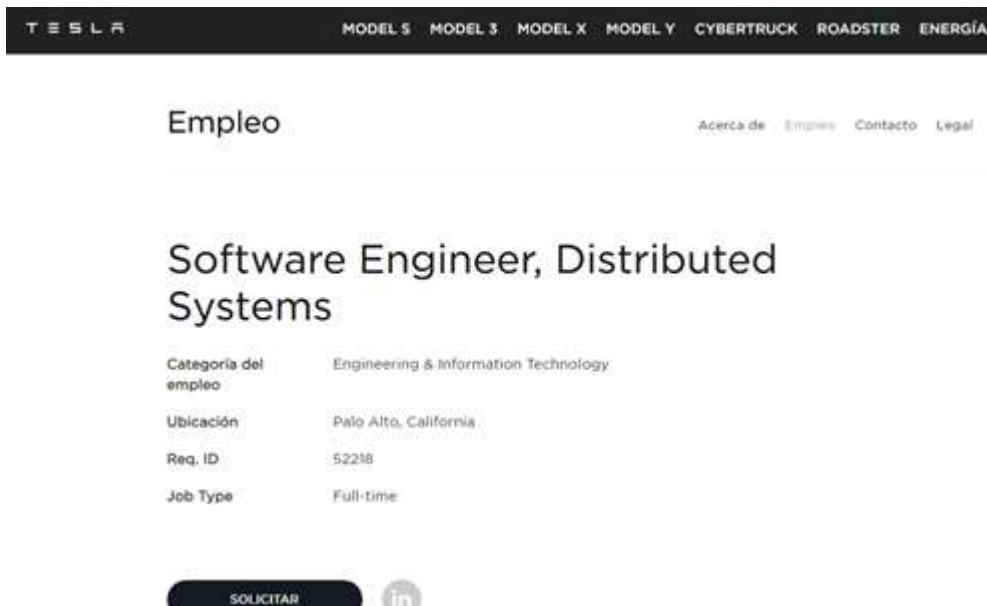 TESLA MODEL S MODEL 3 MODEL X MODEL Y CYBERTRUCK ROADSTER ENERGÍA
Empleo Acerca de Empleo Contacto Legal
Software Engineer, Distributed
Systems
Categoría del Engineering & Information Technology
empleo
Ubicación Palo Alto, California
Req. ID 52218
Job Type Full-time
SOLICITAR in